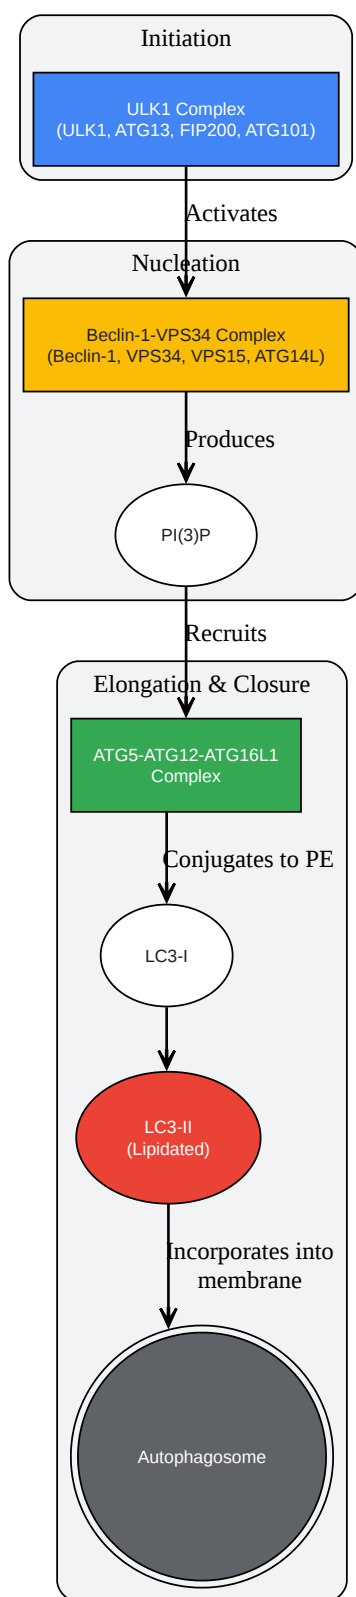 Initiation
ULK1 Complex
(ULK1, ATG13, FIP200, ATG101)
Activates
Nucleation
Beclin-1-VPS34 Complex
(Beclin-1, VPS34, VPS15, ATG14L)
Produces
PI(3)P
Recruits
Elongation & Closure
ATG5-ATG12-ATG16L1
Complex
Conjugates to PE
LC3-I
LC3-II
(Lipidated)
Incorporates into
membrane
Autophagosome